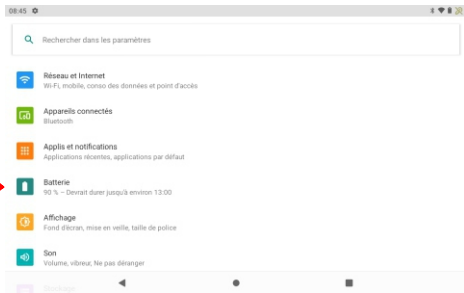 08:45
Rechercher dans les paramètres
Réseau et Internet
Wi-Fi, mobile, conso des données et point d'accès
Appareils connectés
Bluetooth
Applis et notifications
Applications récentes, applications par défaut
Batterie
90 % – Devrait durer jusqu'à environ 13:00
Affichage
Fond d'écran, mise en veille, taille de police
Son
Volume, vibreur, Ne pas déranger
Stockage